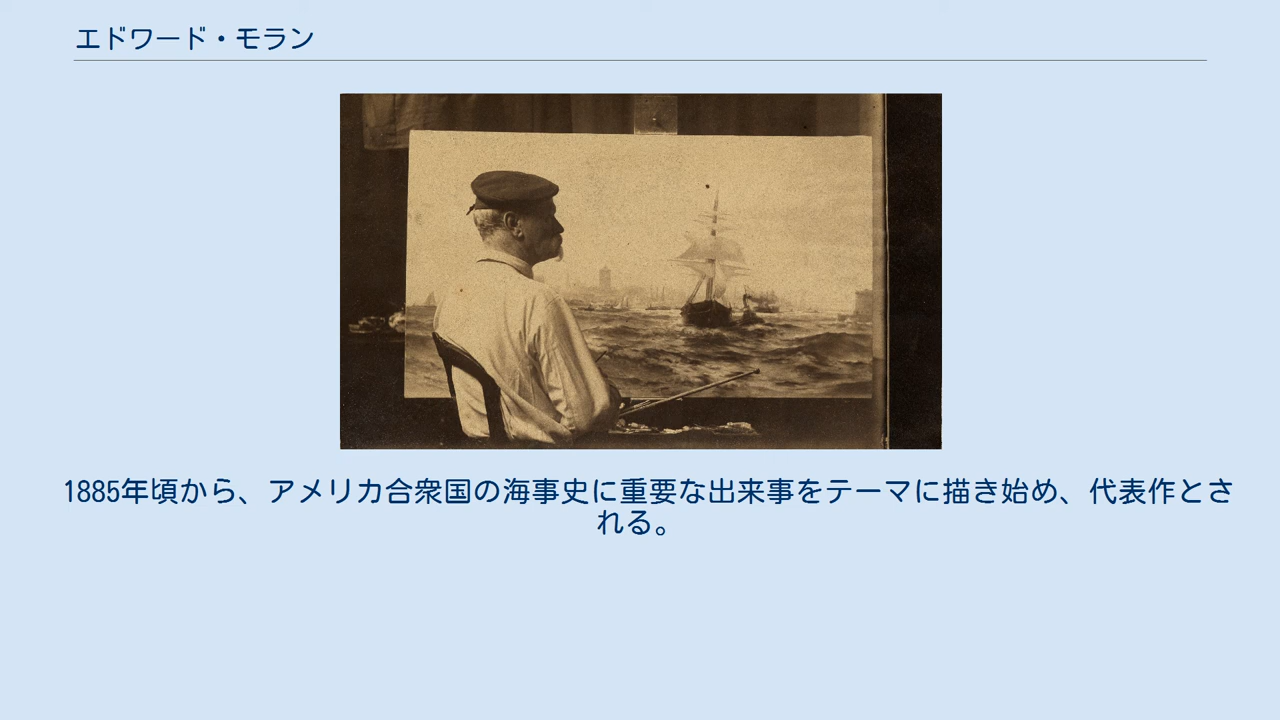 エドワード・モラン
1885年頃から、アメリカ合衆国の海事史に重要な出来事をテーマに描き始め、代表作とさ
れる。